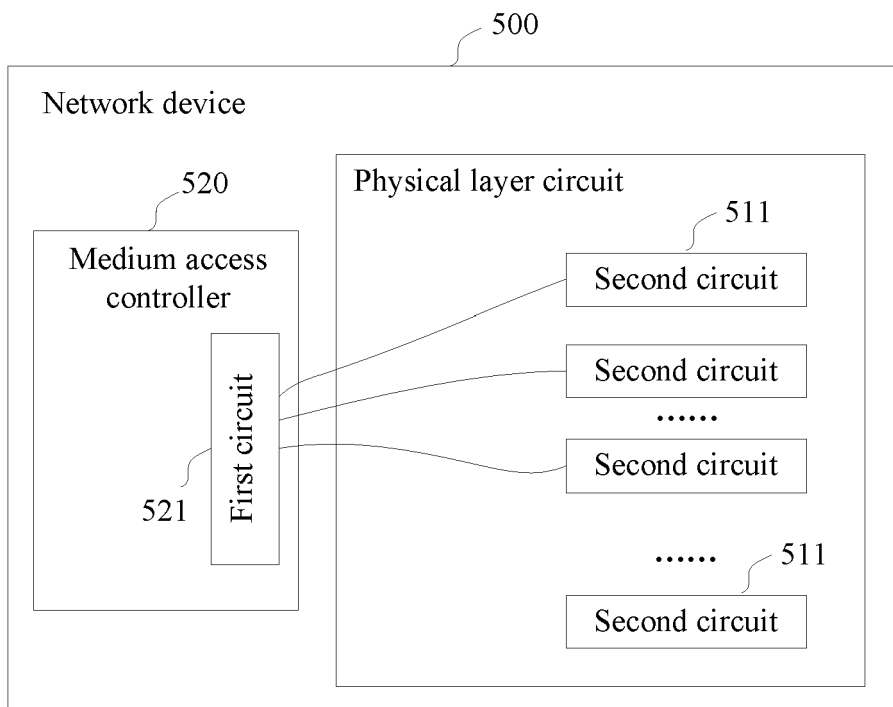 500
Network device
520
Physical layer circuit
Medium access
controller
511
Second circuit
Second circuit
......
Second circuit
First circuit
521
......
511
Second circuit